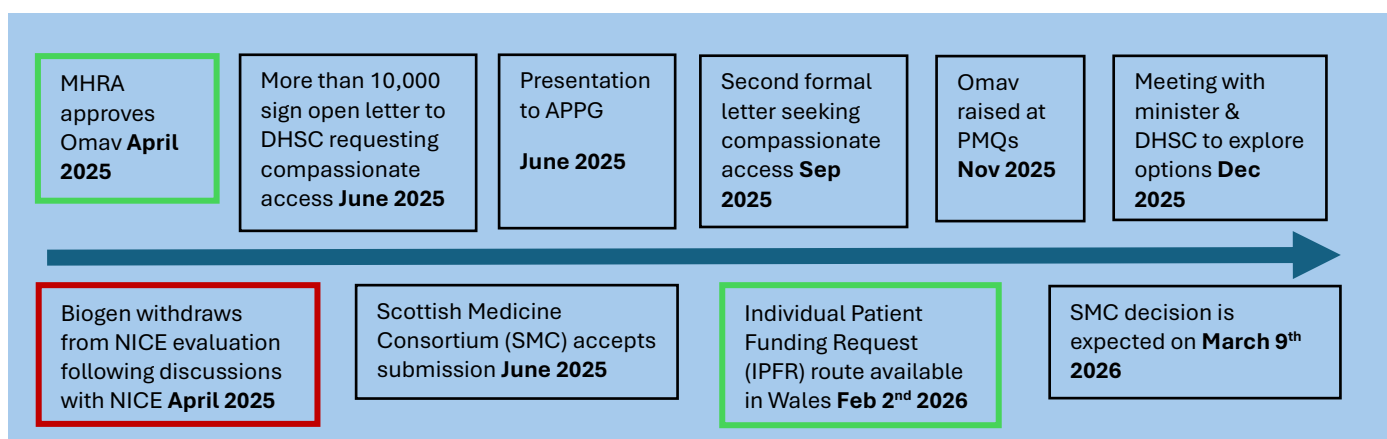 MHRA
approves
Omav April
2025
More than 10,000
sign open letter to
DHSC requesting
compassionate
access June 2025
Presentation
to APPG
June 2025
Second formal
letter seeking
compassionate
access Sep
2025
Omav
raised at
PMQs
Nov 2025
Meeting with
minister &
DHSC to explore
options Dec
2025
Biogen withdraws
from NICE evaluation
following discussions
with NICE April 2025
Scottish Medicine
Consortium (SMC) accepts
submission June 2025
Individual Patient
Funding Request
(IPFR) route available
in Wales Feb 2nd 2026
SMC decision is
expected on March 9th
2026